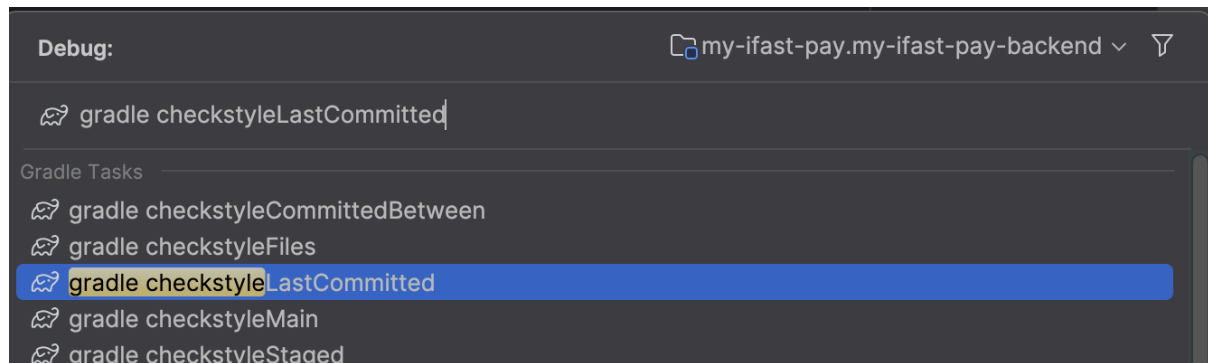 Debug:
my-ifast-pay.my-ifast-pay-backend
gradle checkstyleLastCommitted
Gradle Tasks
gradle checkstyleCommittedBetween
gradle checkstyleFiles
gradle checkstyleLastCommitted
gradle checkstyleMain
gradle checkstyleStaged